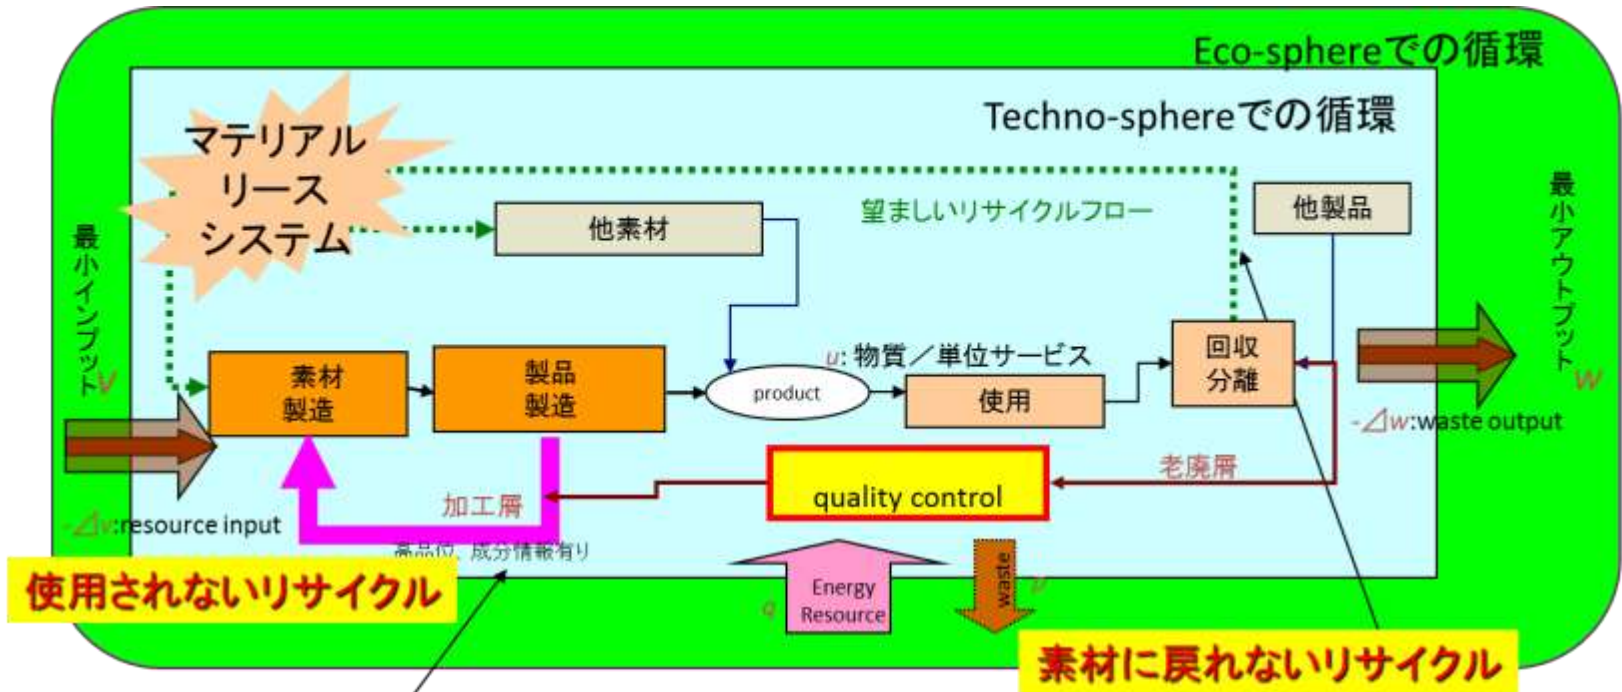 Eco-sphereでの循環
Techno-sphereでの循環
マテリアル
リース
システム
望ましいリサイクルフロー
他素材
他製品
最小インプット
v
最小アウトプット
w
素材
製造
製品
製造
product
u: 物質／単位サービス
使用
回収
分離
-⊿w:waste output
老廃屑
quality control
加工屑
-⊿v:resource input
高品位、成分情報有り
使用されないリサイクル
q
Energy
Resource
waste
素材に戻れないリサイクル